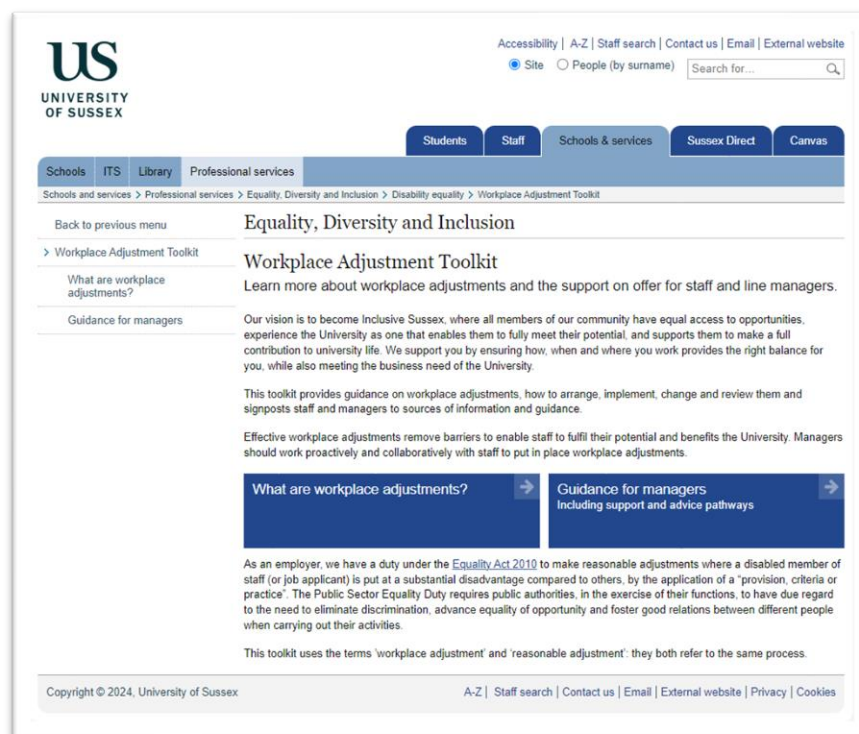 US
UNIVERSITY
OF SUSSEX
Accessibility | A-Z | Staff search | Contact us | Email | External website
Site People (by surname) Search for...
Students Staff Schools & services Sussex Direct Canvas
Schools ITS Library Professional services
Schools and services > Professional services > Equality, Diversity and Inclusion > Disability equality > Workplace Adjustment Toolkit
Back to previous menu
> Workplace Adjustment Toolkit
What are workplace
adjustments?
Guidance for managers
Equality, Diversity and Inclusion
Workplace Adjustment Toolkit
Learn more about workplace adjustments and the support on offer for staff and line managers.
Our vision is to become Inclusive Sussex, where all members of our community have equal access to opportunities,
experience the University as one that enables them to fully meet their potential, and supports them to make a full
contribution to university life. We support you by ensuring how, when and where you work provides the right balance for
you, while also meeting the business need of the University.
This toolkit provides guidance on workplace adjustments, how to arrange, implement, change and review them and
signposts staff and managers to sources of information and guidance.
Effective workplace adjustments remove barriers to enable staff to fulfil their potential and benefits the University. Managers
should work proactively and collaboratively with staff to put in place workplace adjustments.
What are workplace adjustments?
Guidance for managers
Including support and advice pathways
As an employer, we have a duty under the Equality Act 2010 to make reasonable adjustments where a disabled member of
staff (or job applicant) is put at a substantial disadvantage compared to others, by the application of a “provision, criteria or
practice”. The Public Sector Equality Duty requires public authorities, in the exercise of their functions, to have due regard
to the need to eliminate discrimination, advance equality of opportunity and foster good relations between different people
when carrying out their activities.
This toolkit uses the terms 'workplace adjustment' and 'reasonable adjustment': they both refer to the same process.
Copyright © 2024, University of Sussex
A-Z | Staff search | Contact us | Email | External website | Privacy | Cookies